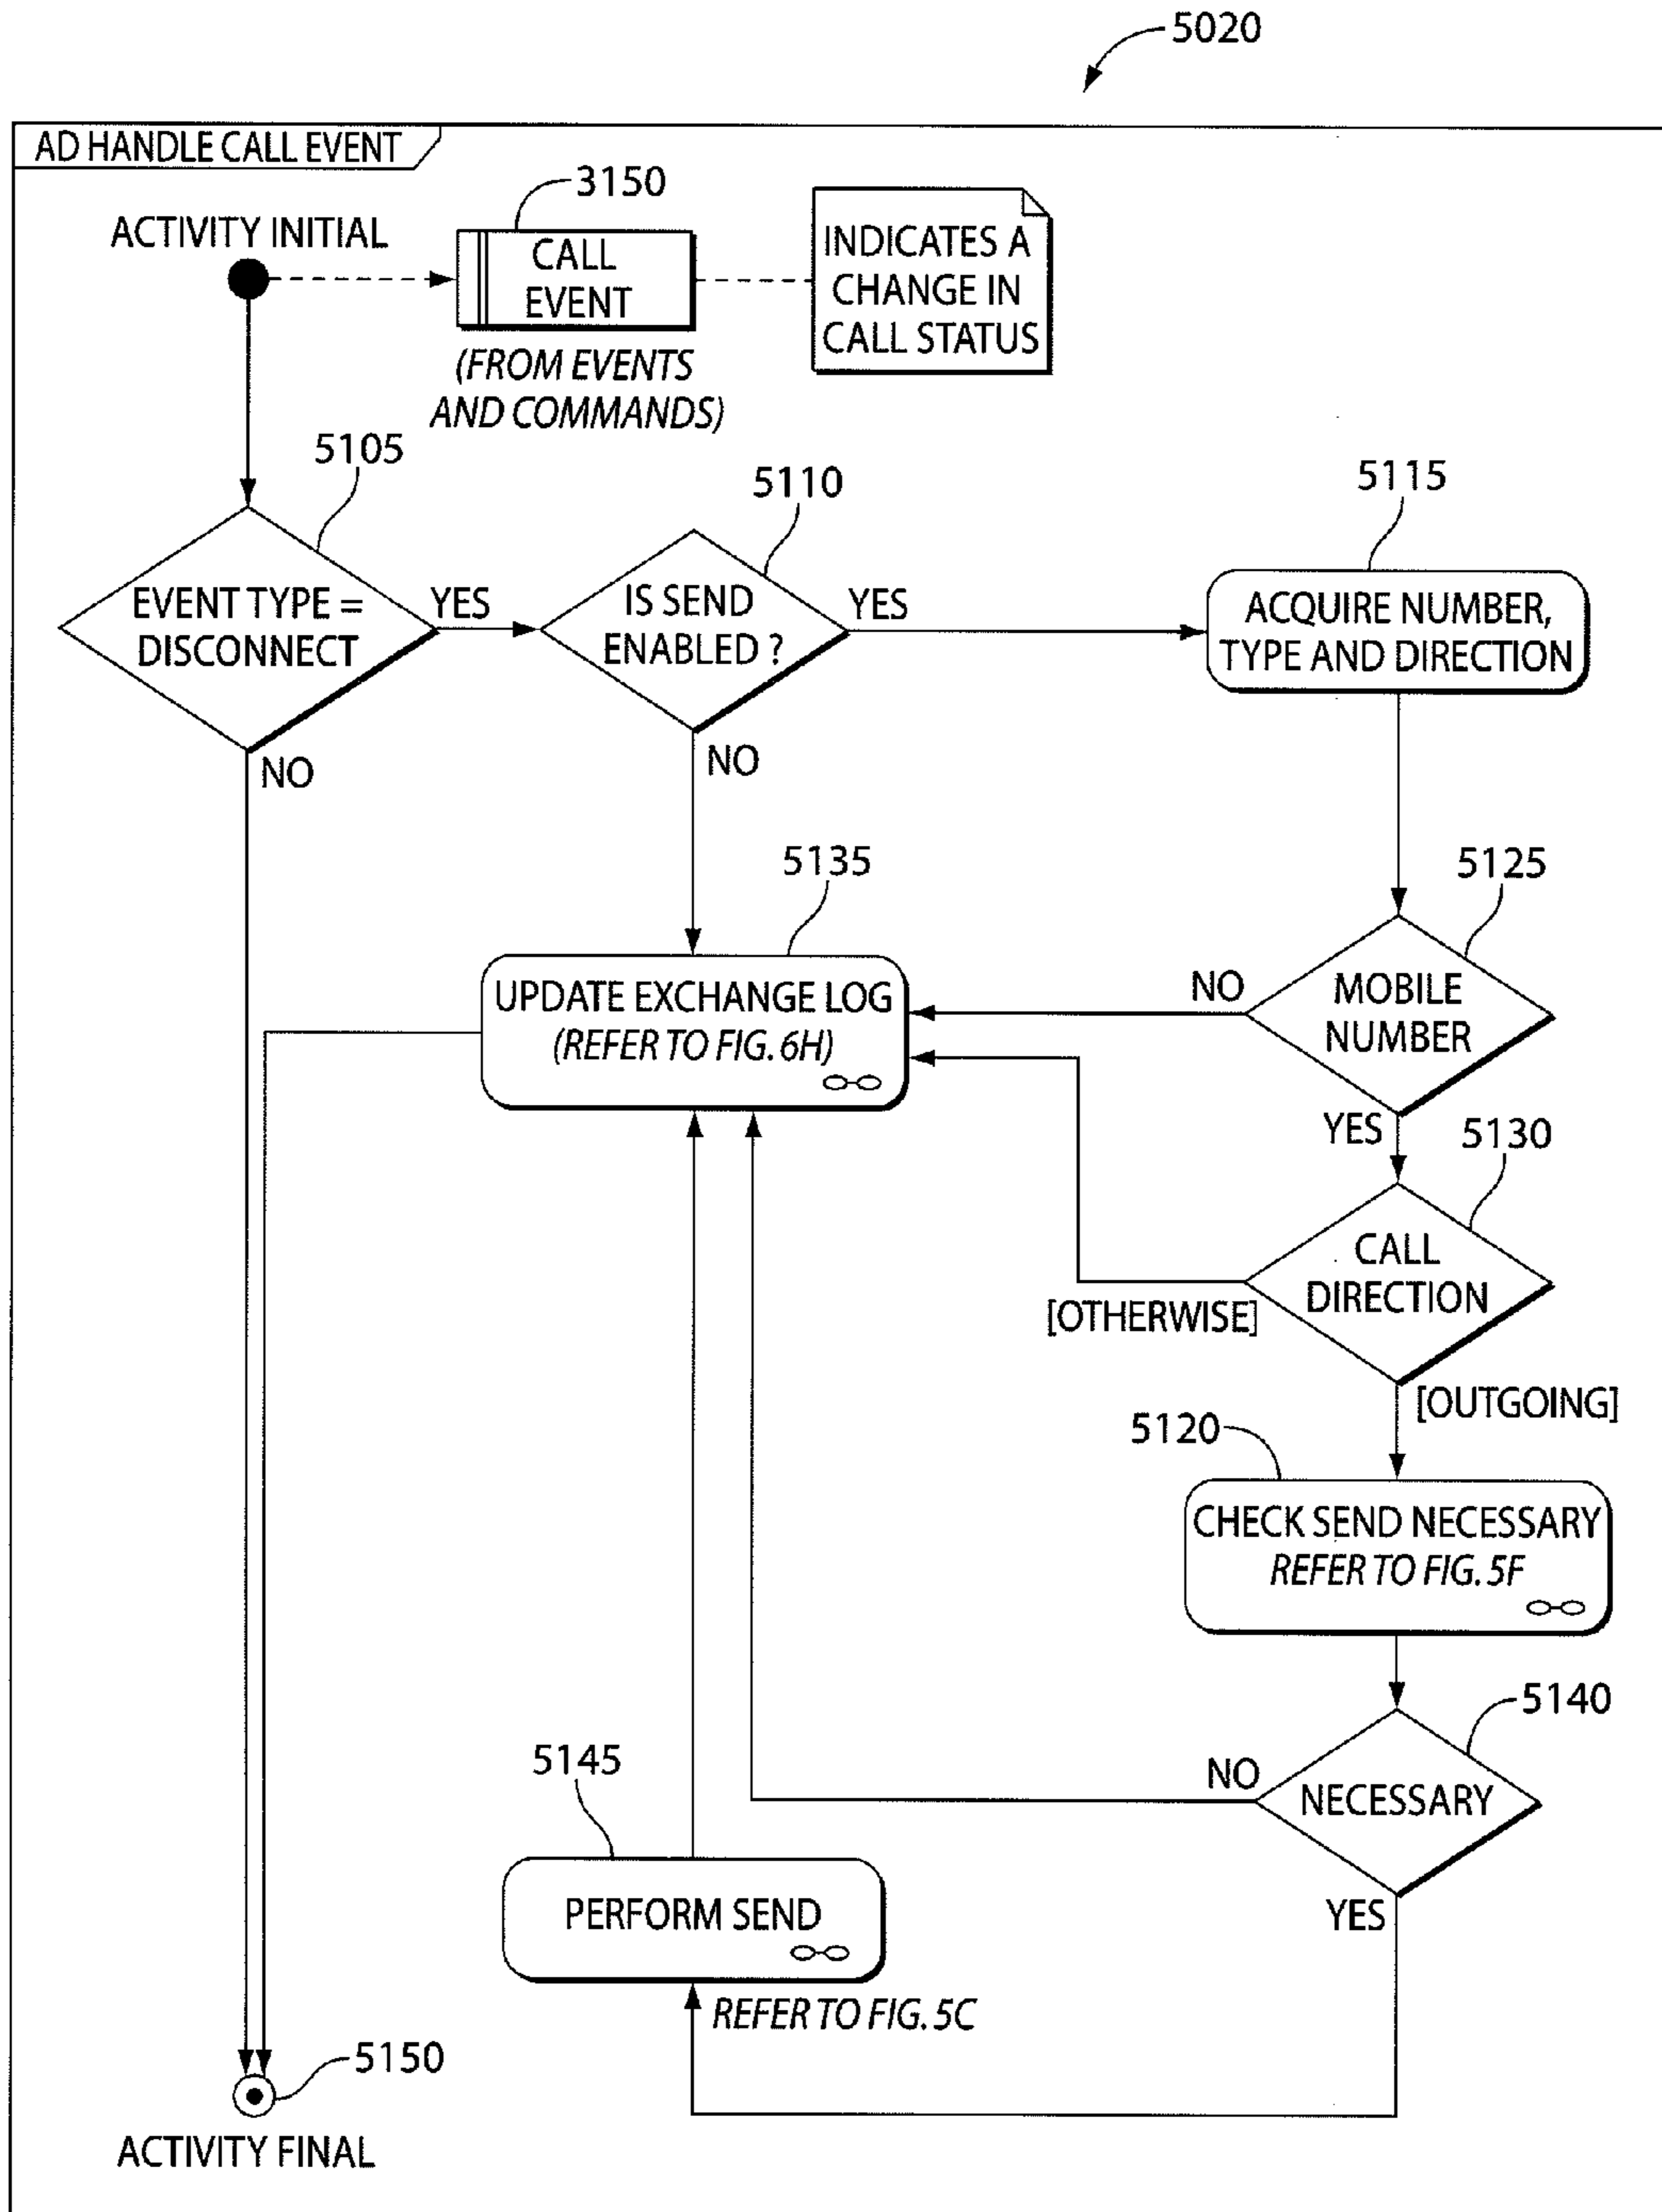 5020
AD HANDLE CALL EVENT
3150
ACTIVITY INITIAL
CALL
EVENT
INDICATES A
CHANGE IN
CALL STATUS
(FROM EVENTS
AND COMMANDS)
5105
5110
5115
EVENT TYPE =
DISCONNECT
YES
IS SEND
ENABLED ?
YES
ACQUIRE NUMBER,
TYPE AND DIRECTION
NO
NO
5135
5125
UPDATE EXCHANGE LOG
(REFER TO FIG. 6H)
NO
MOBILE
NUMBER
YES
5130
CALL
DIRECTION
[OTHERWISE]
[OUTGOING]
5120
CHECK SEND NECESSARY
REFER TO FIG. 5F
5140
5145
NO
NECESSARY
PERFORM SEND
YES
REFER TO FIG. 5C
5150
ACTIVITY FINAL